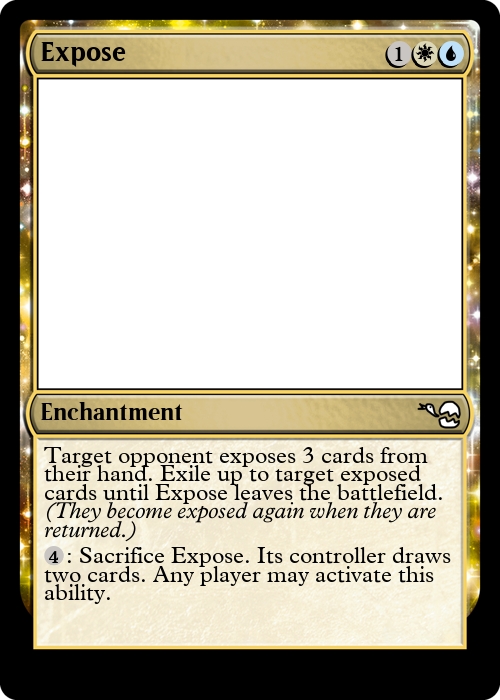 Expose
1
Enchantment
Target opponent exposes 3 cards from
their hand. Exile up to target exposed
cards until Expose leaves the battlefield.
(They become exposed again when they are
returned.)
4: Sacrifice Expose. Its controller draws
two cards. Any player may activate this
ability.